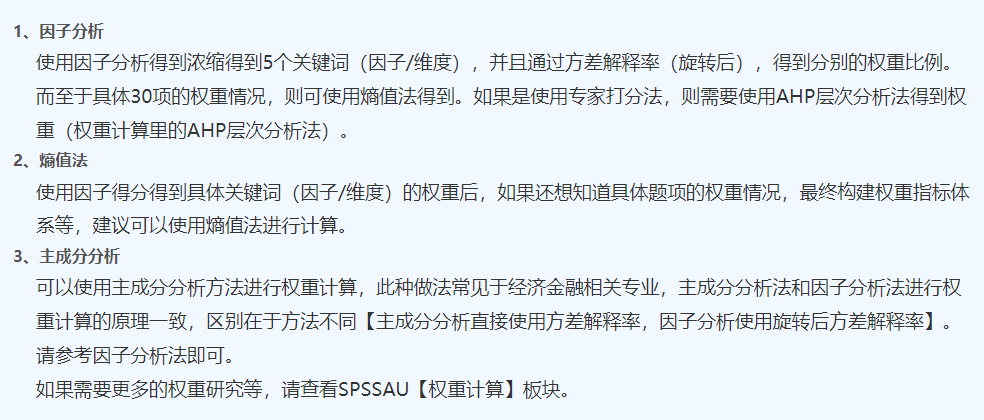 1、因子分析
使用因子分析得到浓缩得到5个关键词（因子/维度），并且通过方差解释率（旋转后），得到分别的权重比例。
而至于具体30项的权重情况，则可使用熵值法得到。如果是使用专家打分法，则需要使用AHP层次分析法得到权
重（权重计算里的AHP层次分析法）。
2、熵值法
使用因子得分得到具体关键词（因子/维度）的权重后，如果还想知道具体题项的权重情况，最终构建权重指标体
系等，建议可以使用熵值法进行计算。
3、主成分分析
可以使用主成分分析方法进行权重计算，此种做法常见于经济金融相关专业，主成分分析法和因子分析法进行权
重计算的原理一致，区别在于方法不同【主成分分析直接使用方差解释率，因子分析使用旋转后方差解释率】。
请参考因子分析法即可。
如果需要更多的权重研究等，请查看SPSSAU【权重计算】板块。